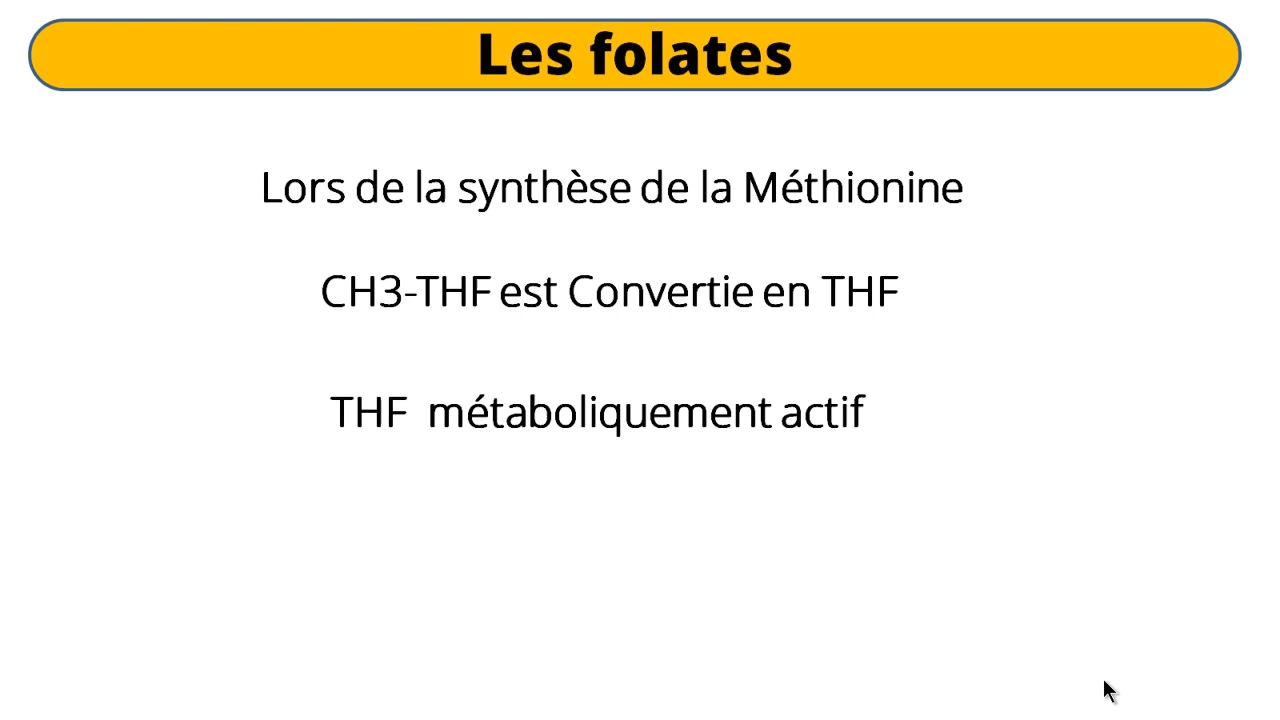 Les folates
Lors de la synthèse de la Méthionine
CH3-THF est Convertie en THF
THF métaboliquement actif